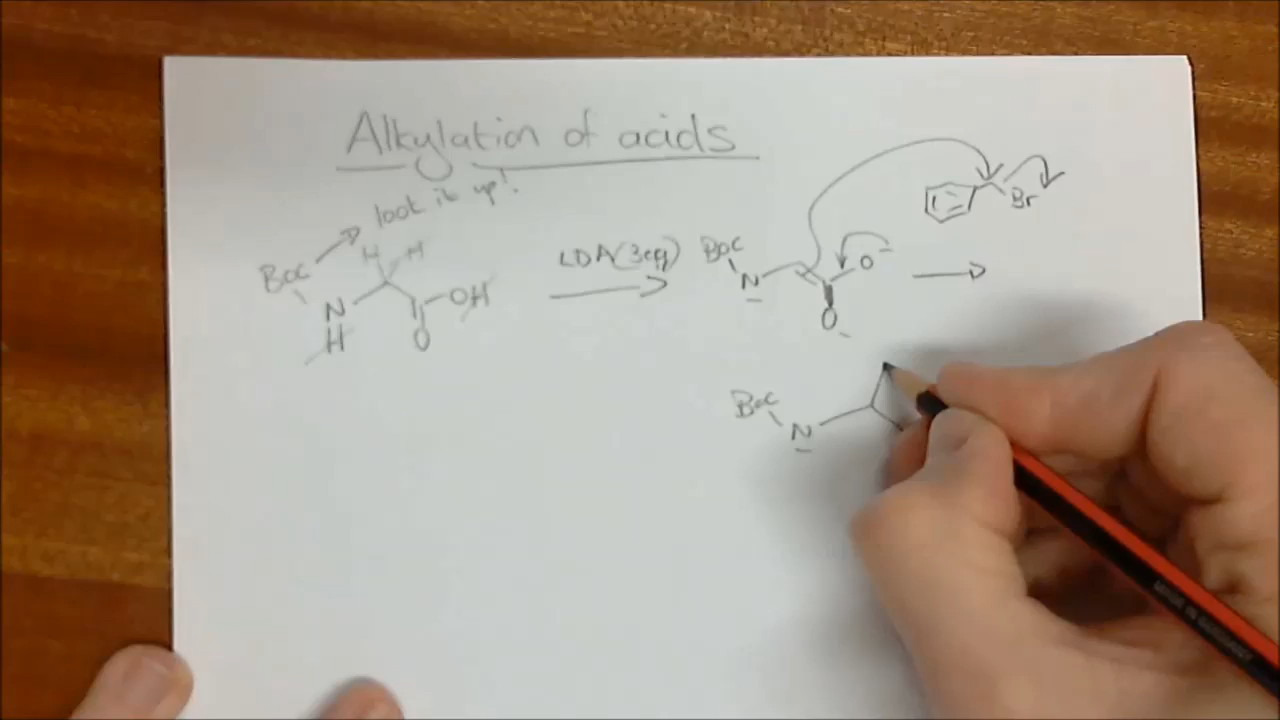 Alkylation of acids
look it up!
Boc
H H
N
H
OH
O
LDA (3eq)
Boc
N
O
O
Br
Boc
N